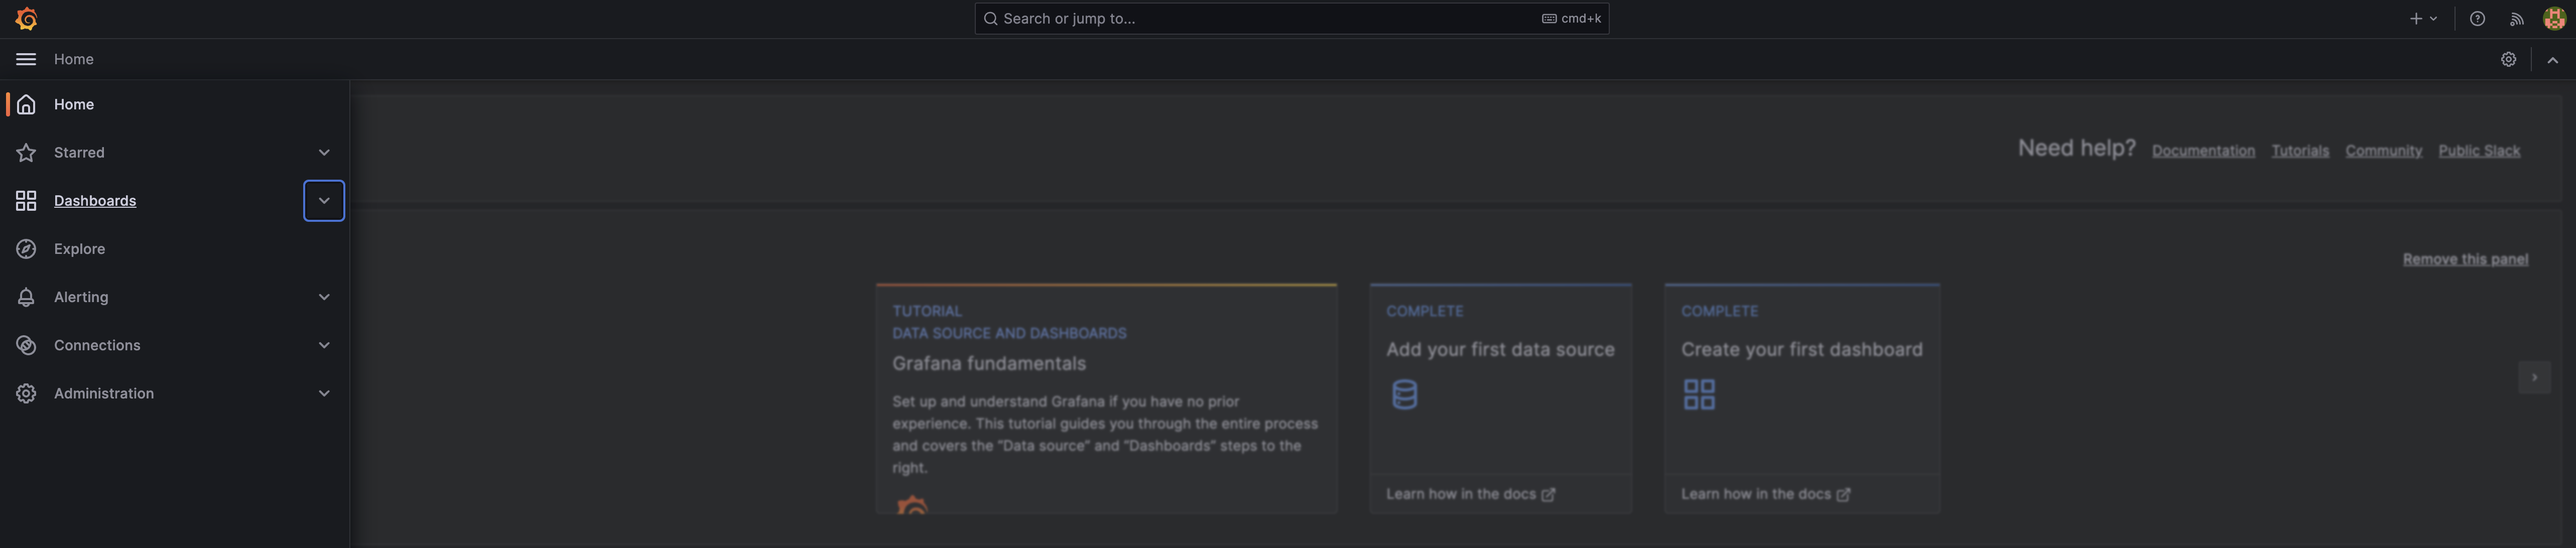 Search or jump to...
cmd+k
Home
Home
Starred
Dashboards
Explore
Alerting
Connections
Administration
Need help? Documentation Tutorials Community Public Slack
Remove this panel
TUTORIAL
DATA SOURCE AND DASHBOARDS
Grafana fundamentals
Set up and understand Grafana if you have no prior
experience. This tutorial guides you through the entire process
and covers the "Data source" and "Dashboards" steps to the
right.
COMPLETE
Add your first data source
Learn how in the docs
COMPLETE
Create your first dashboard
Learn how in the docs